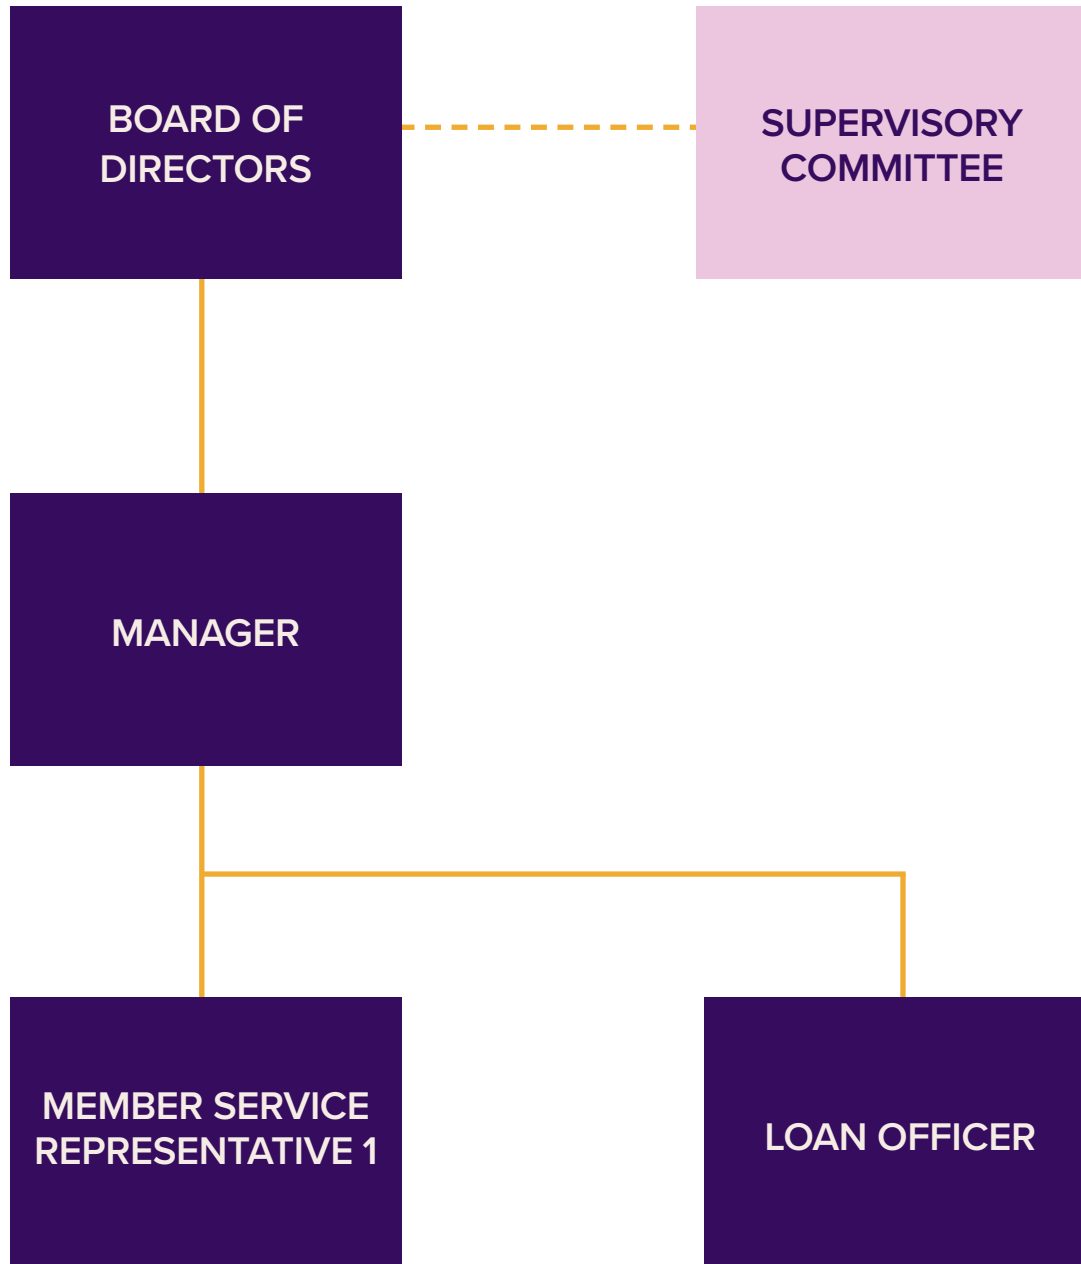 BOARD OF
DIRECTORS
SUPERVISORY
COMMITTEE
MANAGER
MEMBER SERVICE
REPRESENTATIVE 1
LOAN OFFICER